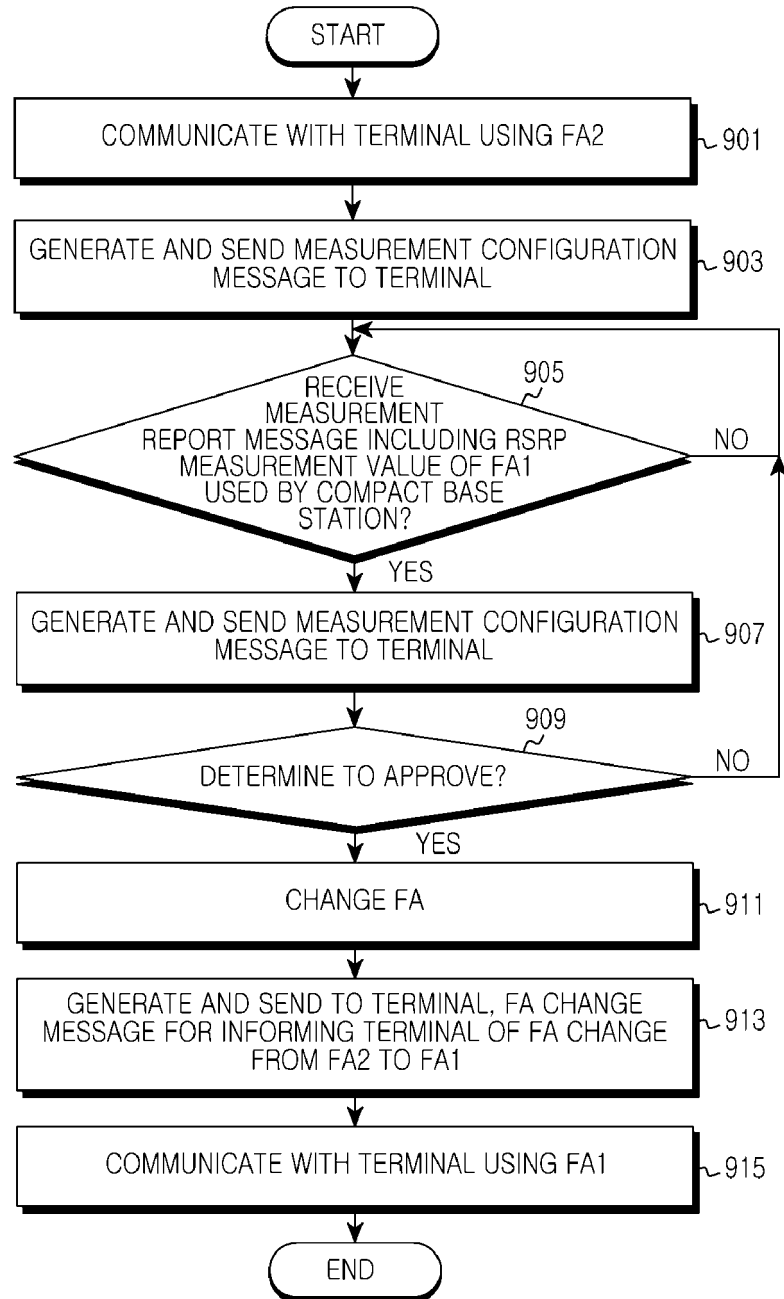 START
COMMUNICATE WITH TERMINAL USING FA2
901
GENERATE AND SEND MEASUREMENT CONFIGURATION
MESSAGE TO TERMINAL
903
905
RECEIVE
MEASUREMENT
REPORT MESSAGE INCLUDING RSRP
MEASUREMENT VALUE OF FA1
USED BY COMPACT BASE
STATION?
NO
YES
GENERATE AND SEND MEASUREMENT CONFIGURATION
MESSAGE TO TERMINAL
907
909
DETERMINE TO APPROVE?
NO
YES
CHANGE FA
911
GENERATE AND SEND TO TERMINAL, FA CHANGE
MESSAGE FOR INFORMING TERMINAL OF FA CHANGE
FROM FA2 TO FA1
913
COMMUNICATE WITH TERMINAL USING FA1
915
END